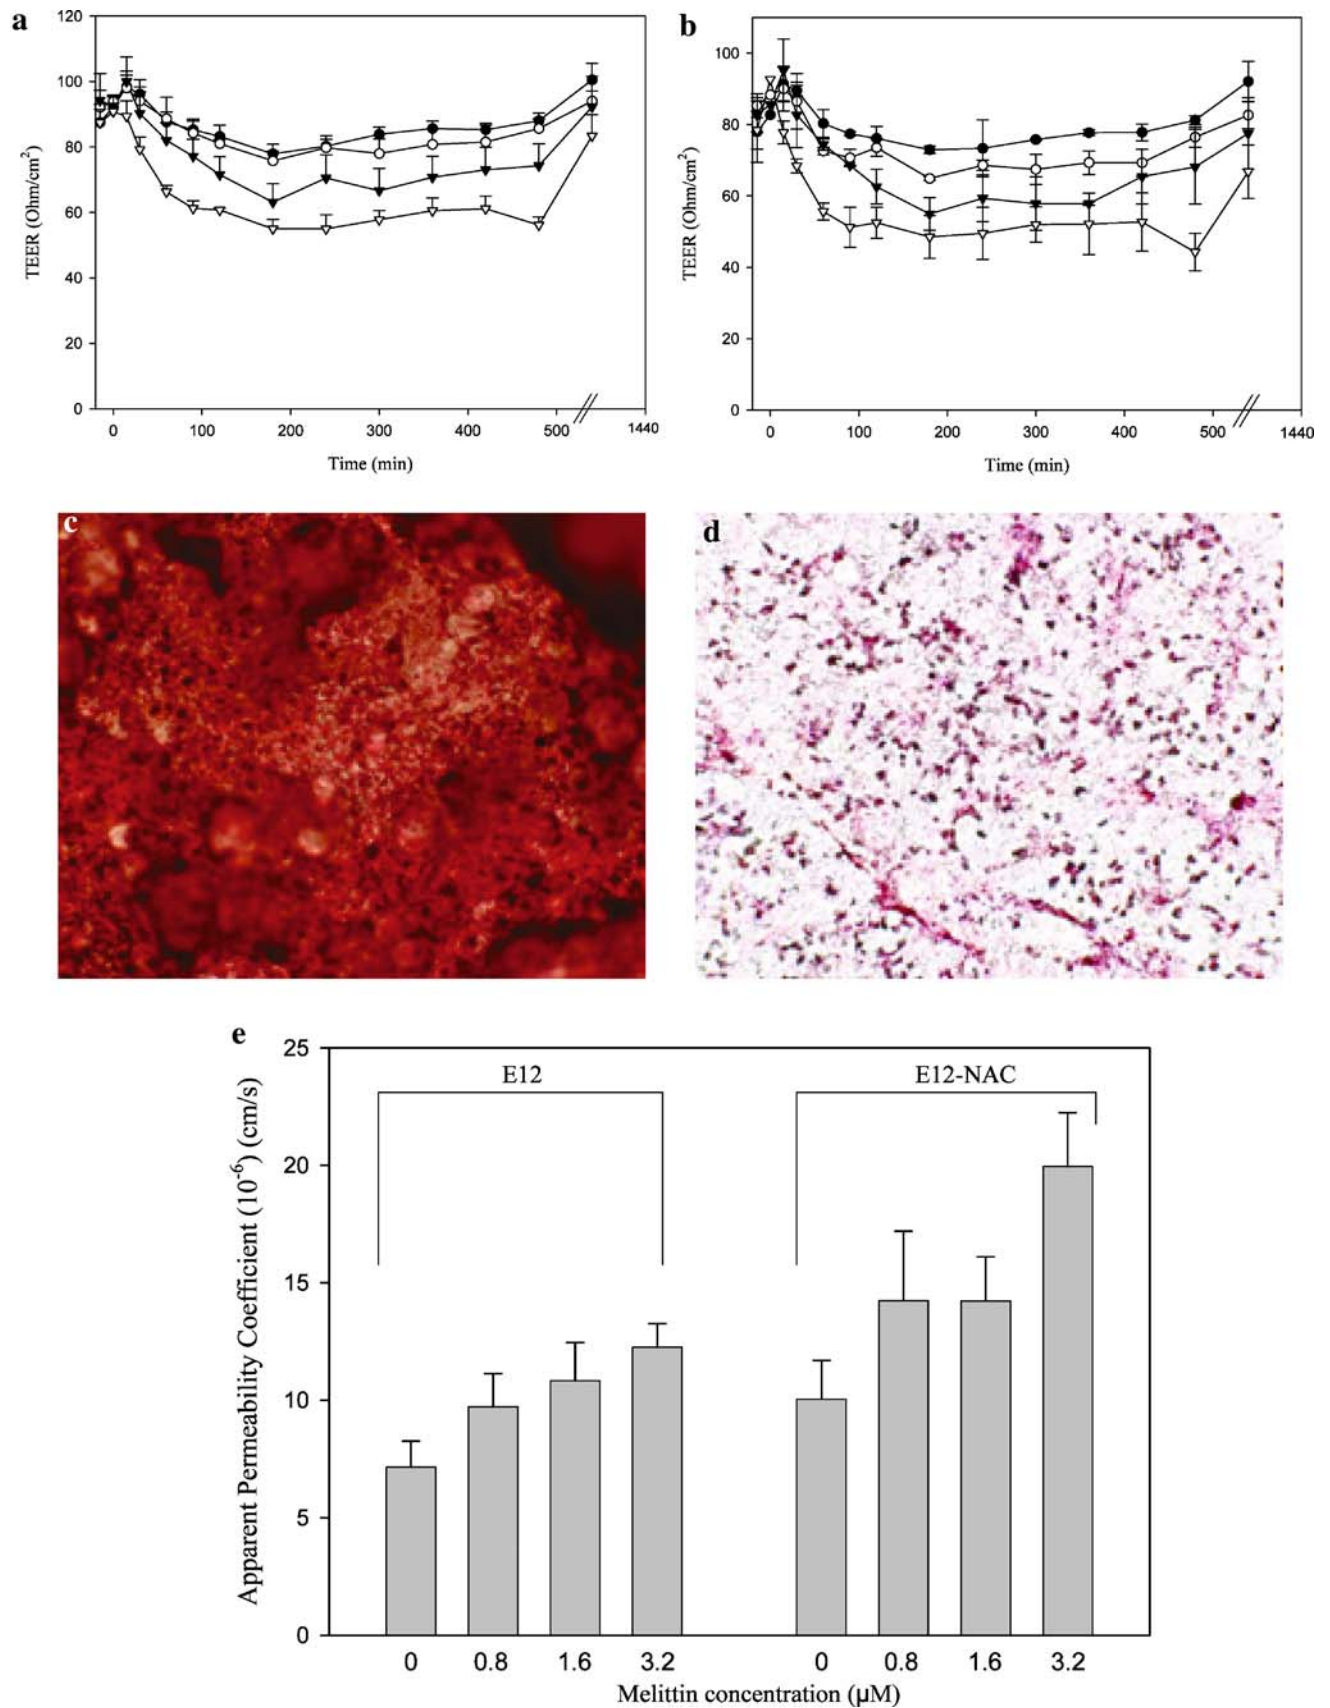 a
120
100
80
60
40
20
0
TEER (Ohm/cm²)
0 100 200 300 400 500 1440
Time (min)
b
100
80
60
40
20
0
TEER (Ohm/cm²)
0 100 200 300 400 500 1440
Time (min)
c
d
e
25
20
15
10
5
0
Apparent Permeability Coefficient (10⁻⁶) (cm/s)
E12
E12-NAC
0 0.8 1.6 3.2 0 0.8 1.6 3.2
Melittin concentration (µM)